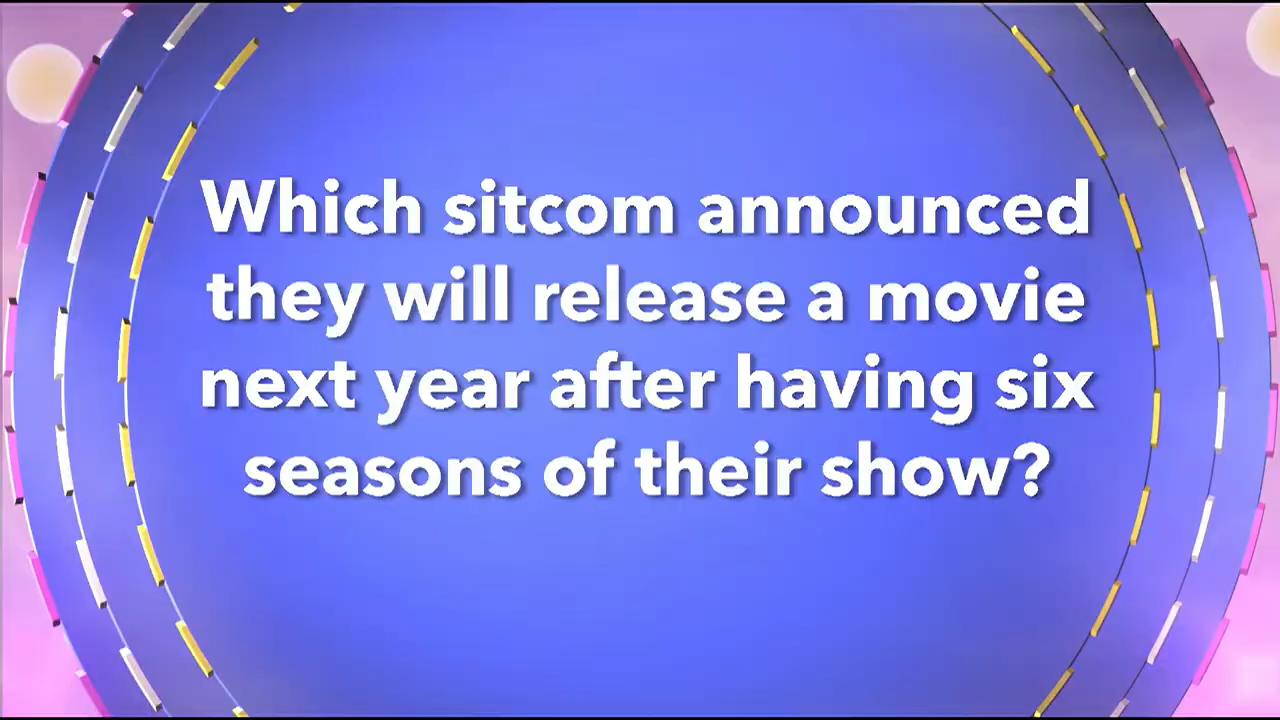 Which sitcom announced
they will release a movie
next year after having six
seasons of their show?